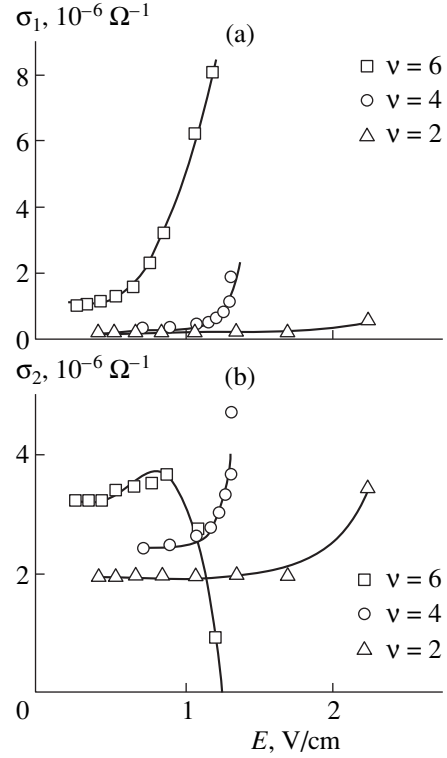 σ₁, 10⁻⁶ Ω⁻¹
(a)
8
□ ν = 6
○ ν = 4
△ ν = 2
6
4
2
0
σ₂, 10⁻⁶ Ω⁻¹
(b)
4
2
□ ν = 6
○ ν = 4
△ ν = 2
0 1 2
E, V/cm